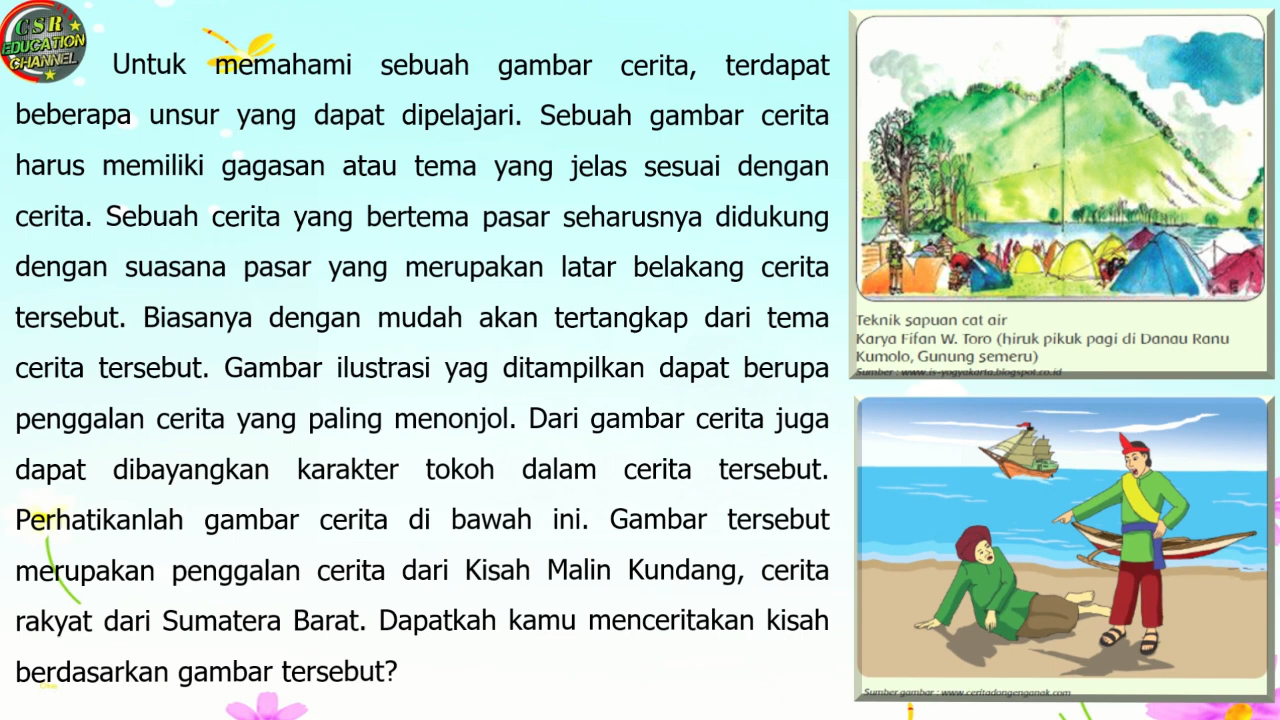 GSR
EDUCATION
CHANNEL
Untuk memahami sebuah gambar cerita, terdapat
beberapa unsur yang dapat dipelajari. Sebuah gambar cerita
harus memiliki gagasan atau tema yang jelas sesuai dengan
cerita. Sebuah cerita yang bertema pasar seharusnya didukung
dengan suasana pasar yang merupakan latar belakang cerita
tersebut. Biasanya dengan mudah akan tertangkap dari tema
cerita tersebut. Gambar ilustrasi yag ditampilkan dapat berupa
penggalan cerita yang paling menonjol. Dari gambar cerita juga
dapat dibayangkan karakter tokoh dalam cerita tersebut.
Perhatikanlah gambar cerita di bawah ini. Gambar tersebut
merupakan penggalan cerita dari Kisah Malin Kundang, cerita
rakyat dari Sumatera Barat. Dapatkah kamu menceritakan kisah
berdasarkan gambar tersebut?
Teknik sapuan cat air
Karya Fifan W. Toro (hiruk pikuk pagi di Danau Ranu
Kumolo, Gunung semeru)
Sumber : www.is-yogyakarta.blogspot.co.id
Sumber gambar : www.ceritadongenganak.com